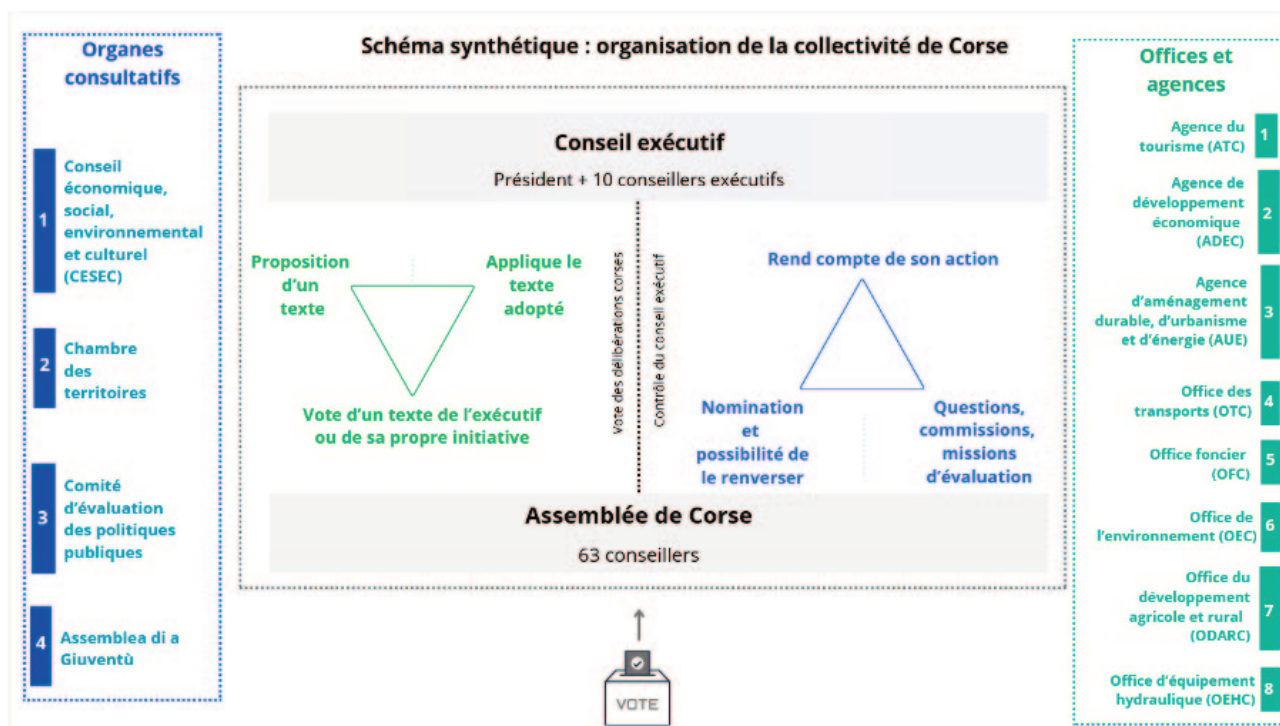 Schéma synthétique : organisation de la collectivité de Corse
Organes
consultatifs
1
Conseil
économique,
social,
environnemental
et culturel
(CESEC)
2
Chambre
des
territoires
3
Comité
d'évaluation
des politiques
publiques
4
Assemblea di a
Giuventù
Conseil exécutif
Président + 10 conseillers exécutifs
Proposition
d'un
texte
Applique le
texte
adopté
Vote d'un texte de l'exécutif
ou de sa propre initiative
Vote des délibérations corses
Contrôle du conseil exécutif
Rend compte de son action
Nomination
et
possibilité de
le renverser
Questions,
commissions,
missions
d'évaluation
Assemblée de Corse
63 conseillers
VOTE
Offices et
agences
Agence du
tourisme (ATC)
1
Agence de
développement
économique
(ADEC)
2
Agence
d'aménagement
durable, d'urbanisme
et d'énergie (AUE)
3
Office des
transports (OTC)
4
Office foncier
(OFC)
5
Office de
l'environnement (OEC)
6
Office du
développement
agricole et rural
(ODARC)
7
Office d'équipement
hydraulique (OEHC)
8